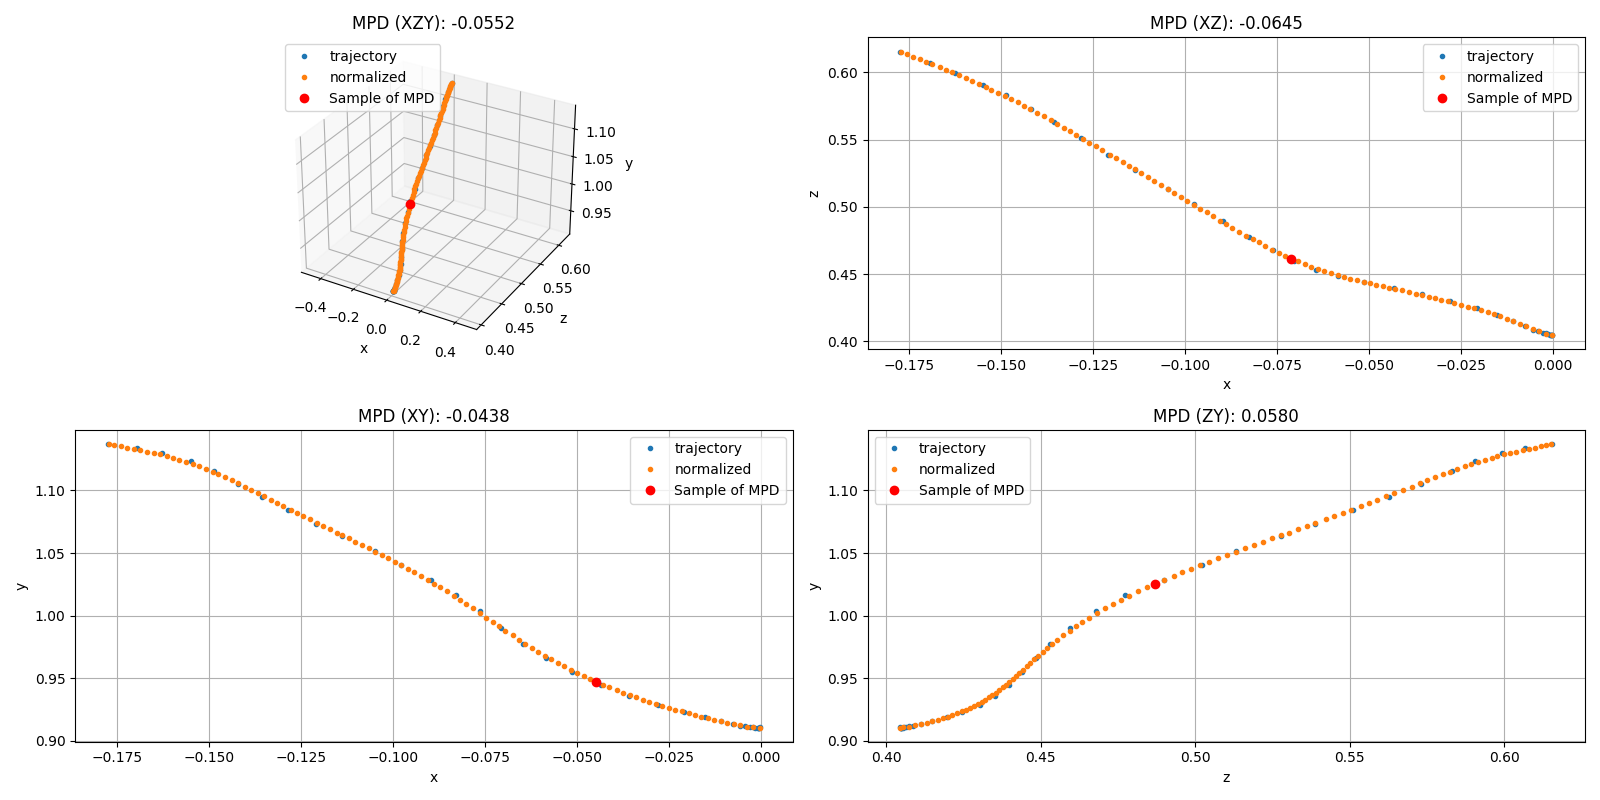 MPD (XZY): -0.0552
trajectory
normalized
Sample of MPD
1.10
1.05
1.00
0.95
y
0.60
0.55
0.50
0.45
0.40
z
−0.4
−0.2
0.0
0.2
0.4
x
MPD (XZ): -0.0645
trajectory
normalized
Sample of MPD
0.60
0.55
0.50
0.45
0.40
z
−0.175 −0.150 −0.125 −0.100 −0.075 −0.050 −0.025 0.000
x
MPD (XY): -0.0438
trajectory
normalized
Sample of MPD
1.10
1.05
1.00
0.95
0.90
y
−0.175 −0.150 −0.125 −0.100 −0.075 −0.050 −0.025 0.000
x
MPD (ZY): 0.0580
trajectory
normalized
Sample of MPD
1.10
1.05
1.00
0.95
0.90
y
0.40 0.45 0.50 0.55 0.60
z